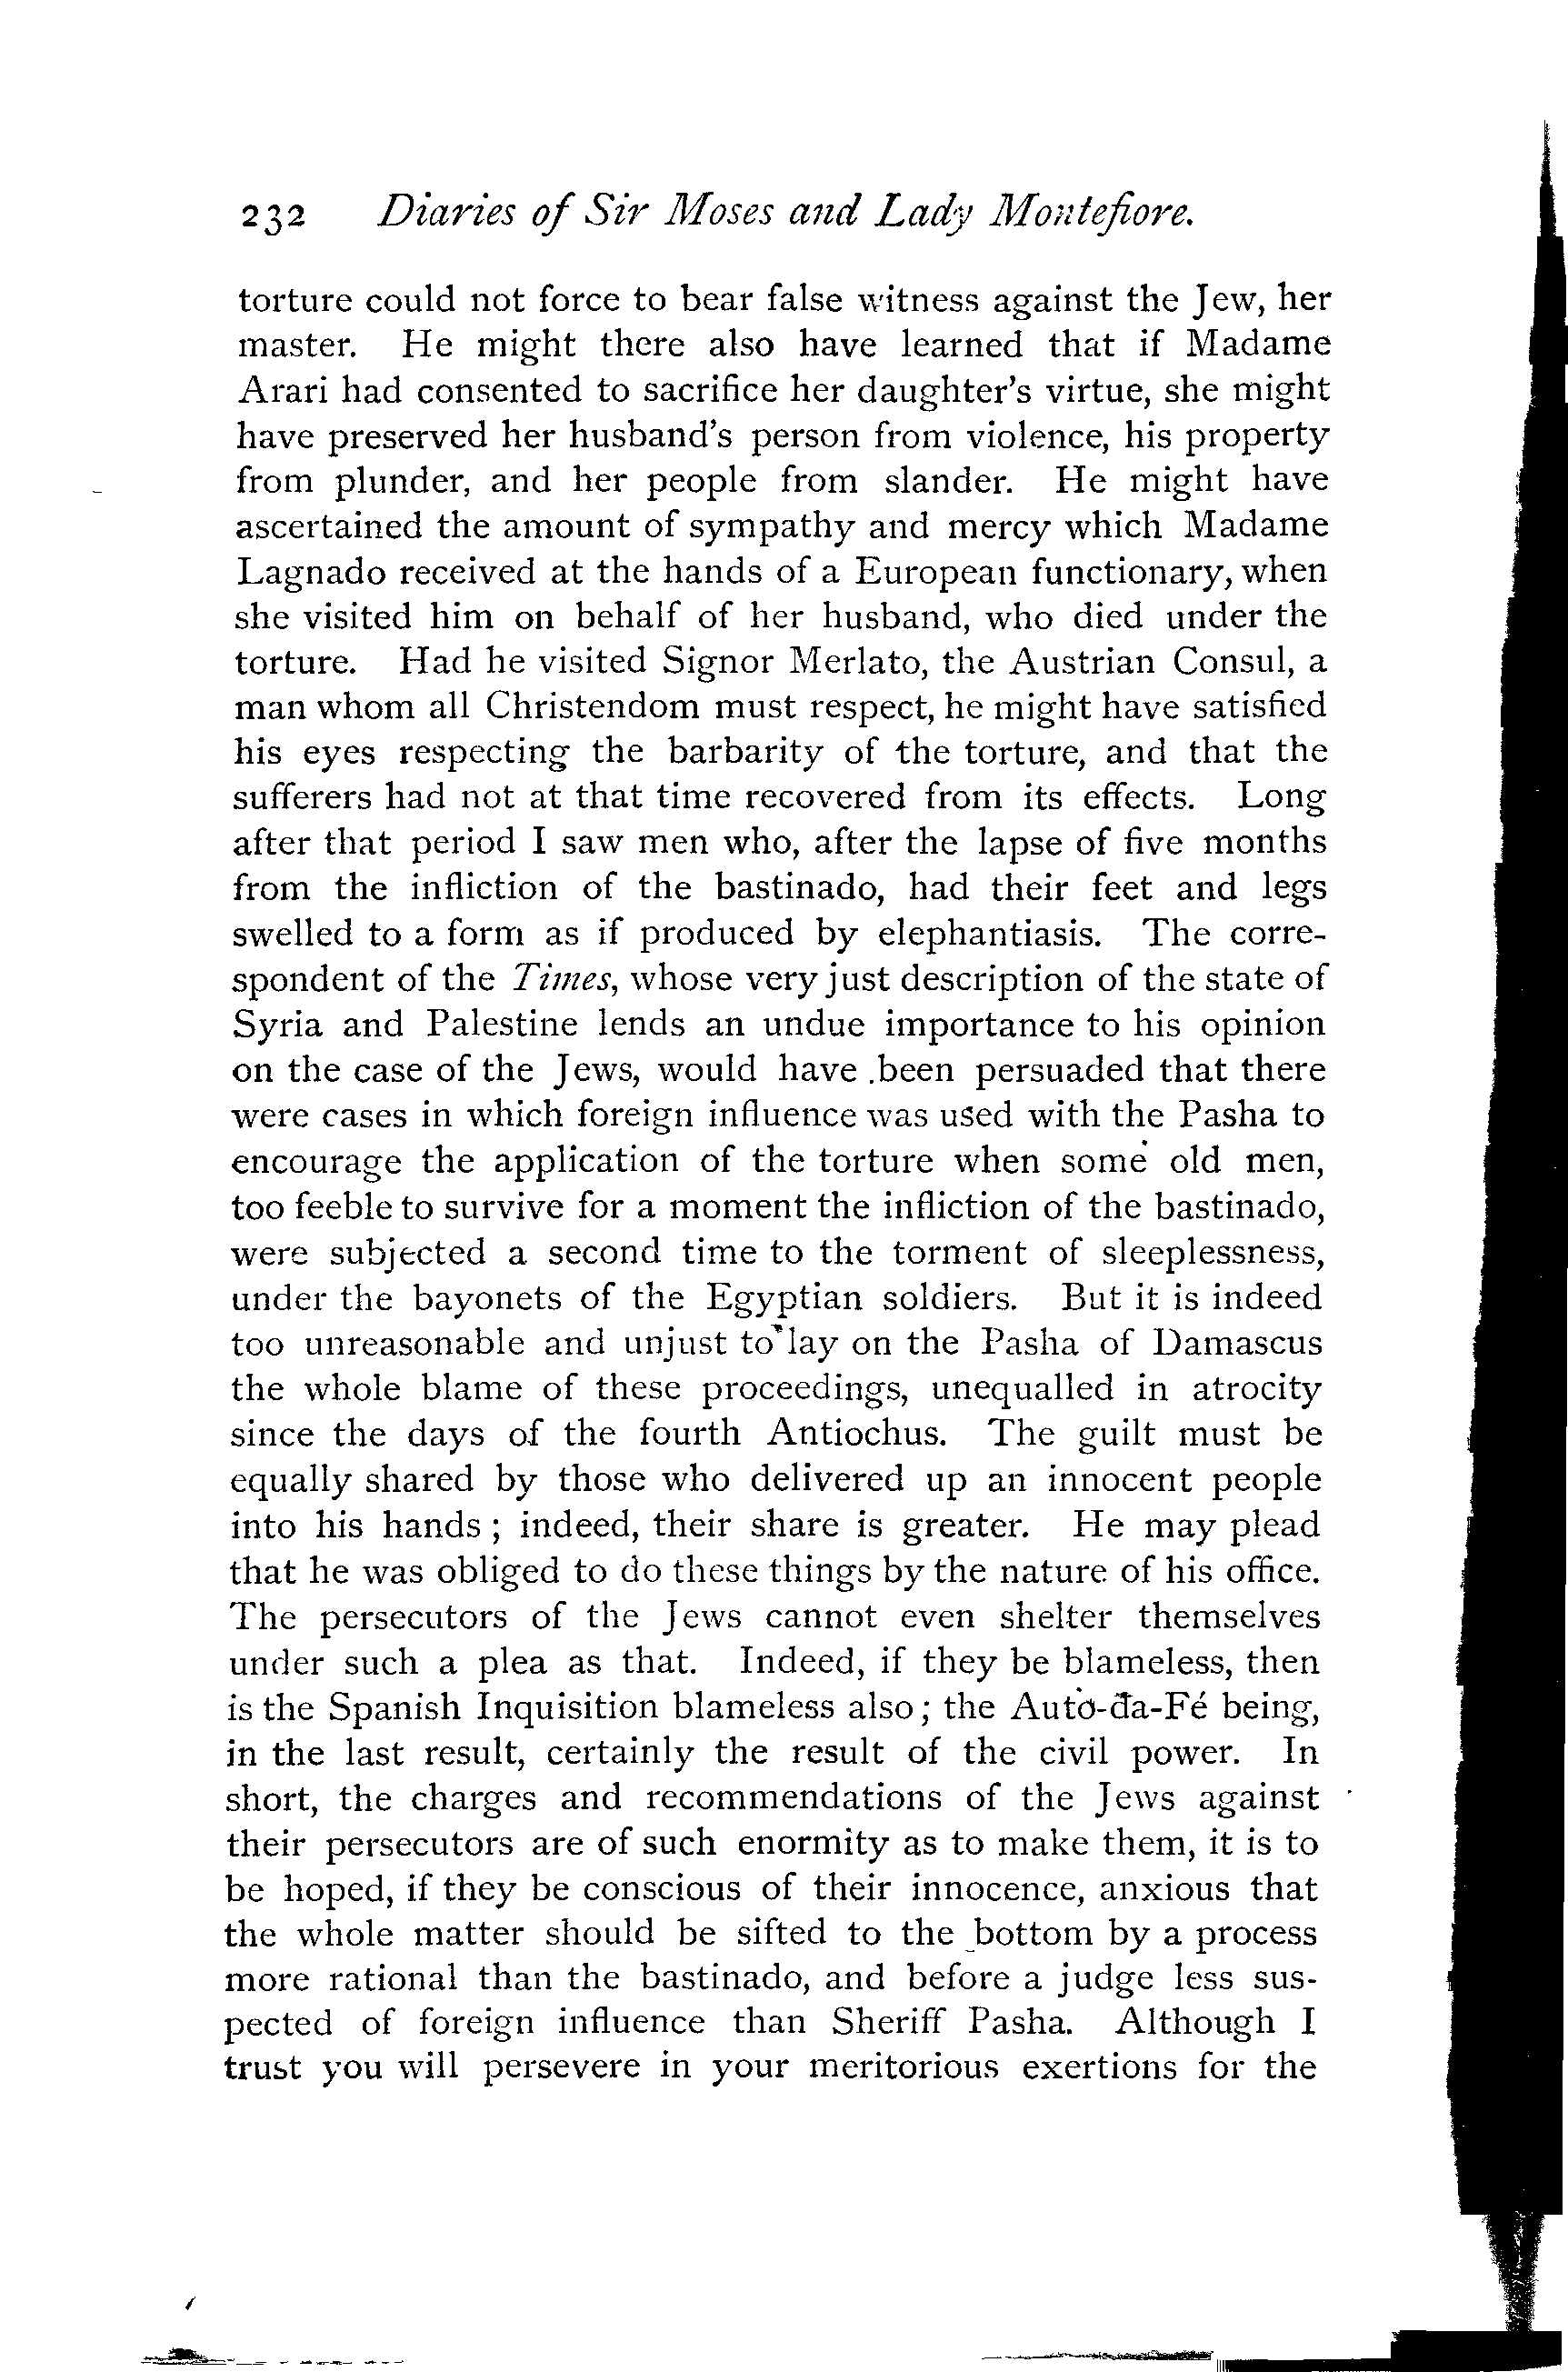 232 Diaries of Sir Moses and Lady Montefiore.
torture could not force to bear false witness against the Jew, her
master. He might there also have learned that if Madame
Arari had consented to sacrifice her daughter's virtue, she might
have preserved her husband's person from violence, his property
from plunder, and her people from slander. He might have
ascertained the amount of sympathy and mercy which Madame
Lagnado received at the hands of a European functionary, when
she visited him on behalf of her husband, who died under the
torture. Had he visited Signor Merlato, the Austrian Consul, a
man whom all Christendom must respect, he might have satisfied
his eyes respecting the barbarity of the torture, and that the
sufferers had not at that time recovered from its effects. Long
after that period I saw men who, after the lapse of five months
from the infliction of the bastinado, had their feet and legs
swelled to a form as if produced by elephantiasis. The corre-
spondent of the Times, whose very just description of the state of
Syria and Palestine lends an undue importance to his opinion
on the case of the Jews, would have been persuaded that there
were cases in which foreign influence was used with the Pasha to
encourage the application of the torture when some old men,
too feeble to survive for a moment the infliction of the bastinado,
were subjected a second time to the torment of sleeplessness,
under the bayonets of the Egyptian soldiers. But it is indeed
too unreasonable and unjust to lay on the Pasha of Damascus
the whole blame of these proceedings, unequalled in atrocity
since the days of the fourth Antiochus. The guilt must be
equally shared by those who delivered up an innocent people
into his hands ; indeed, their share is greater. He may plead
that he was obliged to do these things by the nature of his office.
The persecutors of the Jews cannot even shelter themselves
under such a plea as that. Indeed, if they be blameless, then
is the Spanish Inquisition blameless also ; the Auto-da-Fé being,
in the last result, certainly the result of the civil power. In
short, the charges and recommendations of the Jews against
their persecutors are of such enormity as to make them, it is to
be hoped, if they be conscious of their innocence, anxious that
the whole matter should be sifted to the bottom by a process
more rational than the bastinado, and before a judge less sus-
pected of foreign influence than Sheriff Pasha. Although I
trust you will persevere in your meritorious exertions for the